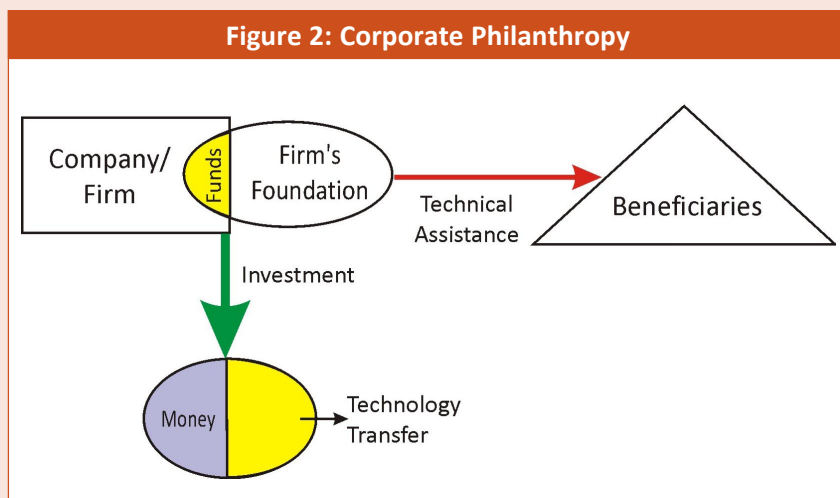 Figure 2: Corporate Philanthropy
Company/
Firm
Funds
Firm's
Foundation
Technical
Assistance
Beneficiaries
Investment
Money
Technology
Transfer